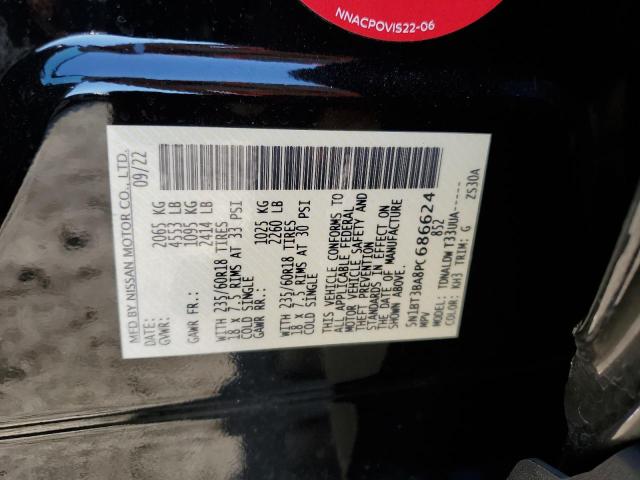 NNACPOVIS22-06
MFD BY NISSAN MOTOR CO., LTD.
09/22
GVWR: 2065 KG
4553 LB
GAWR FR.: 1095 KG
2414 LB
WITH 235/60R18 TIRES
18 X 7.5 RIMS AT 33 PSI
COLD SINGLE
GAWR RR.: 1025 KG
2260 LB
WITH 235/60R18 TIRES
18 X 7.5 RIMS AT 30 PSI
COLD SINGLE
THIS VEHICLE CONFORMS TO
ALL APPLICABLE FEDERAL
MOTOR VEHICLE SAFETY AND
THEFT PREVENTION
STANDARDS IN EFFECT ON
THE DATE OF MANUFACTURE
SHOWN ABOVE.
5N1BT3BA8PC686624
MPV 852
MODEL: TDNALDW T33UUA------
COLOR: KH3 TRIM: G
ZS30A